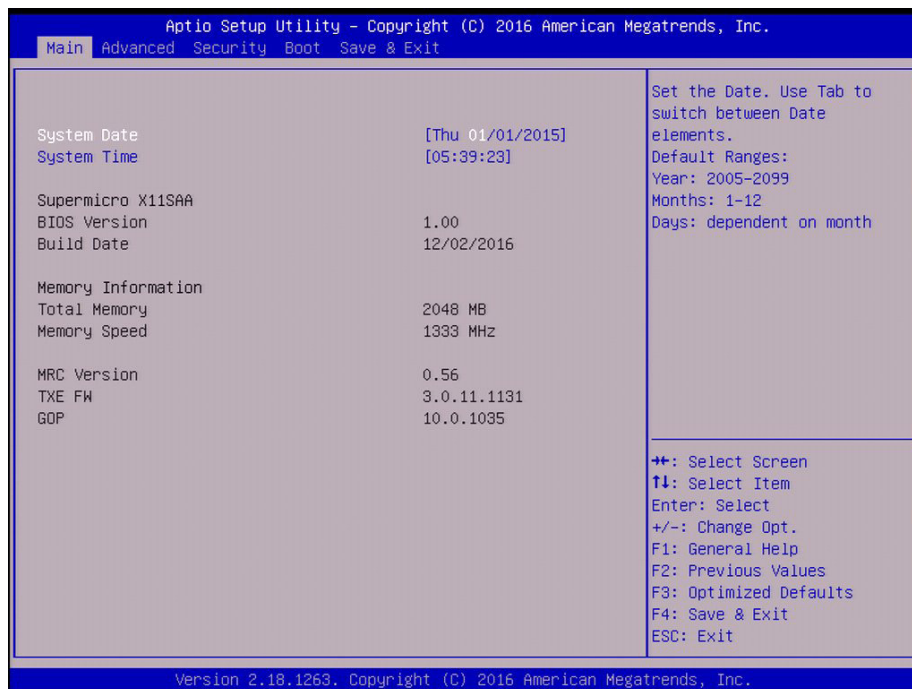 Aptio Setup Utility – Copyright (C) 2016 American Megatrends, Inc.
Main Advanced Security Boot Save & Exit
System Date [Thu 01/01/2015]
System Time [05:39:23]
Supermicro X11SAA
BIOS Version 1.00
Build Date 12/02/2016
Memory Information
Total Memory 2048 MB
Memory Speed 1333 MHz
MRC Version 0.56
TXE FW 3.0.11.1131
GOP 10.0.1035
Set the Date. Use Tab to
switch between Date
elements.
Default Ranges:
Year: 2005-2099
Months: 1-12
Days: dependent on month
→←: Select Screen
↑↓: Select Item
Enter: Select
+/-: Change Opt.
F1: General Help
F2: Previous Values
F3: Optimized Defaults
F4: Save & Exit
ESC: Exit
Version 2.18.1263. Copyright (C) 2016 American Megatrends, Inc.